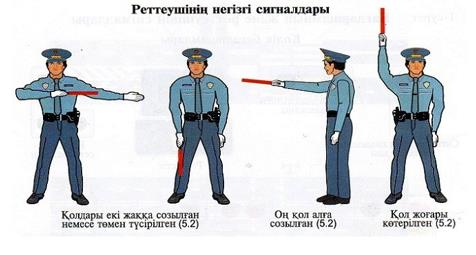 Реттеушінің негізгі сигналдары
Қолдары екі жаққа созылған
немесе төмен түсірілген (5.2)
Оң қол алға
созылған (5.2)
Қол жоғары
көтерілген (5.2)